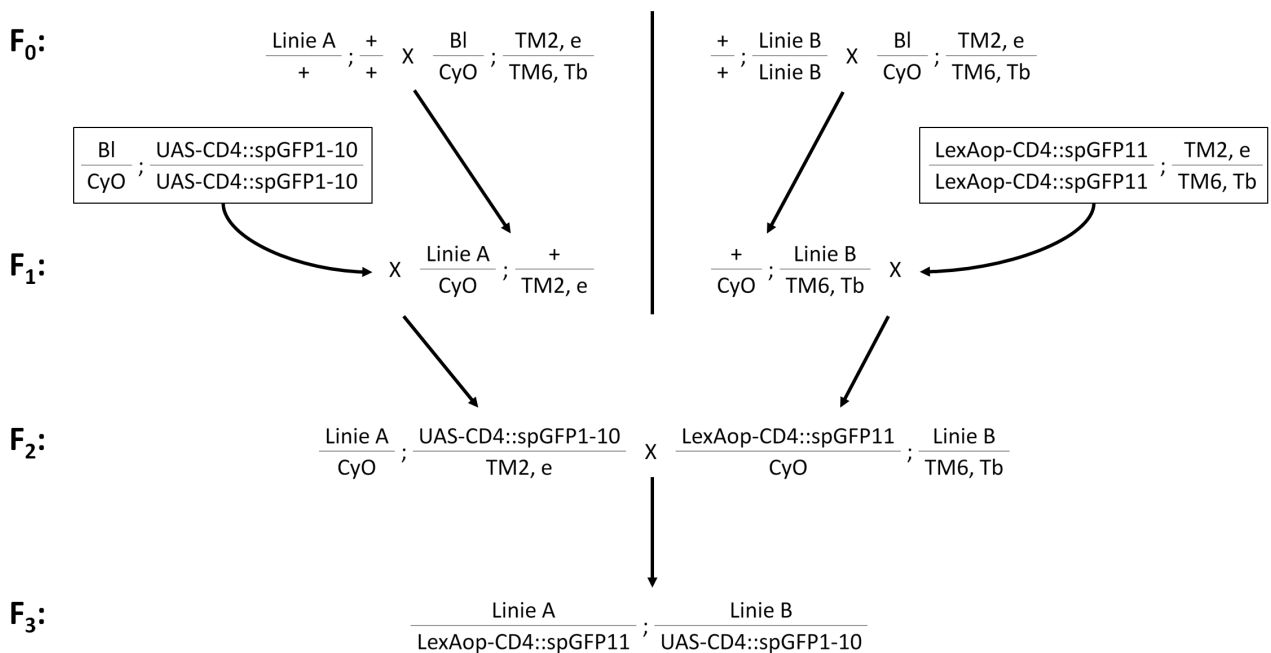 F0: Linie A + X Bl TM2, e + + Linie B X Bl TM2, e
+ ; + CyO ; TM6, Tb + ; Linie B CyO ; TM6, Tb
Bl UAS-CD4::spGFP1-10
CyO ; UAS-CD4::spGFP1-10
LexAop-CD4::spGFP11 TM2, e
LexAop-CD4::spGFP11 ; TM6, Tb
F1: X Linie A + + Linie B X
CyO ; TM2, e CyO ; TM6, Tb
F2: Linie A UAS-CD4::spGFP1-10 X LexAop-CD4::spGFP11 Linie B
CyO ; TM2, e CyO ; TM6, Tb
F3: Linie A Linie B
LexAop-CD4::spGFP11 ; UAS-CD4::spGFP1-10